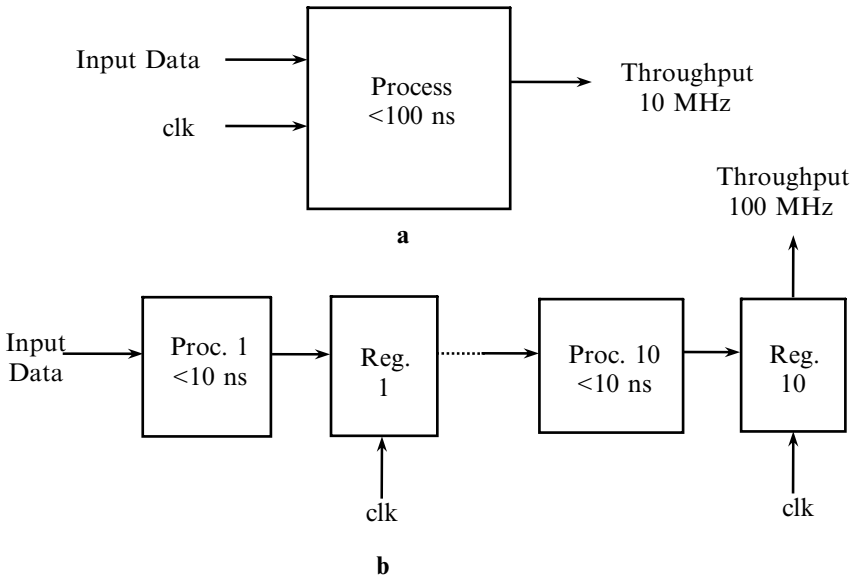 Input Data
clk
Process
<100 ns
Throughput
10 MHz
a
Throughput
100 MHz
Input
Data
Proc. 1
<10 ns
Reg.
1
Proc. 10
<10 ns
Reg.
10
clk
clk
b